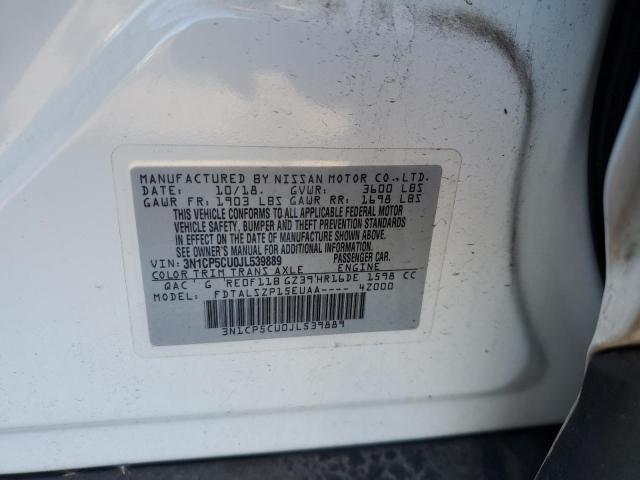 MANUFACTURED BY NISSAN MOTOR CO.,LTD.
DATE: 10/18. GVWR: 3600 LBS
GAWR FR: 1903 LBS GAWR RR: 1698 LBS
THIS VEHICLE CONFORMS TO ALL APPLICABLE FEDERAL MOTOR
VEHICLE SAFETY, BUMPER AND THEFT PREVENTION STANDARDS
IN EFFECT ON THE DATE OF MANUFACTURE SHOWN ABOVE.
SEE OWNER'S MANUAL FOR ADDITIONAL INFORMATION.
VIN: 3N1CP5CU0JL539889 PASSENGER CAR.
COLOR TRIM TRANS AXLE ENGINE
QAC G RE0F11B GZ39 HR16DE 1598 CC
FDTALSZP15EUAA---- 4Z000
3N1CP5CU0JL539889